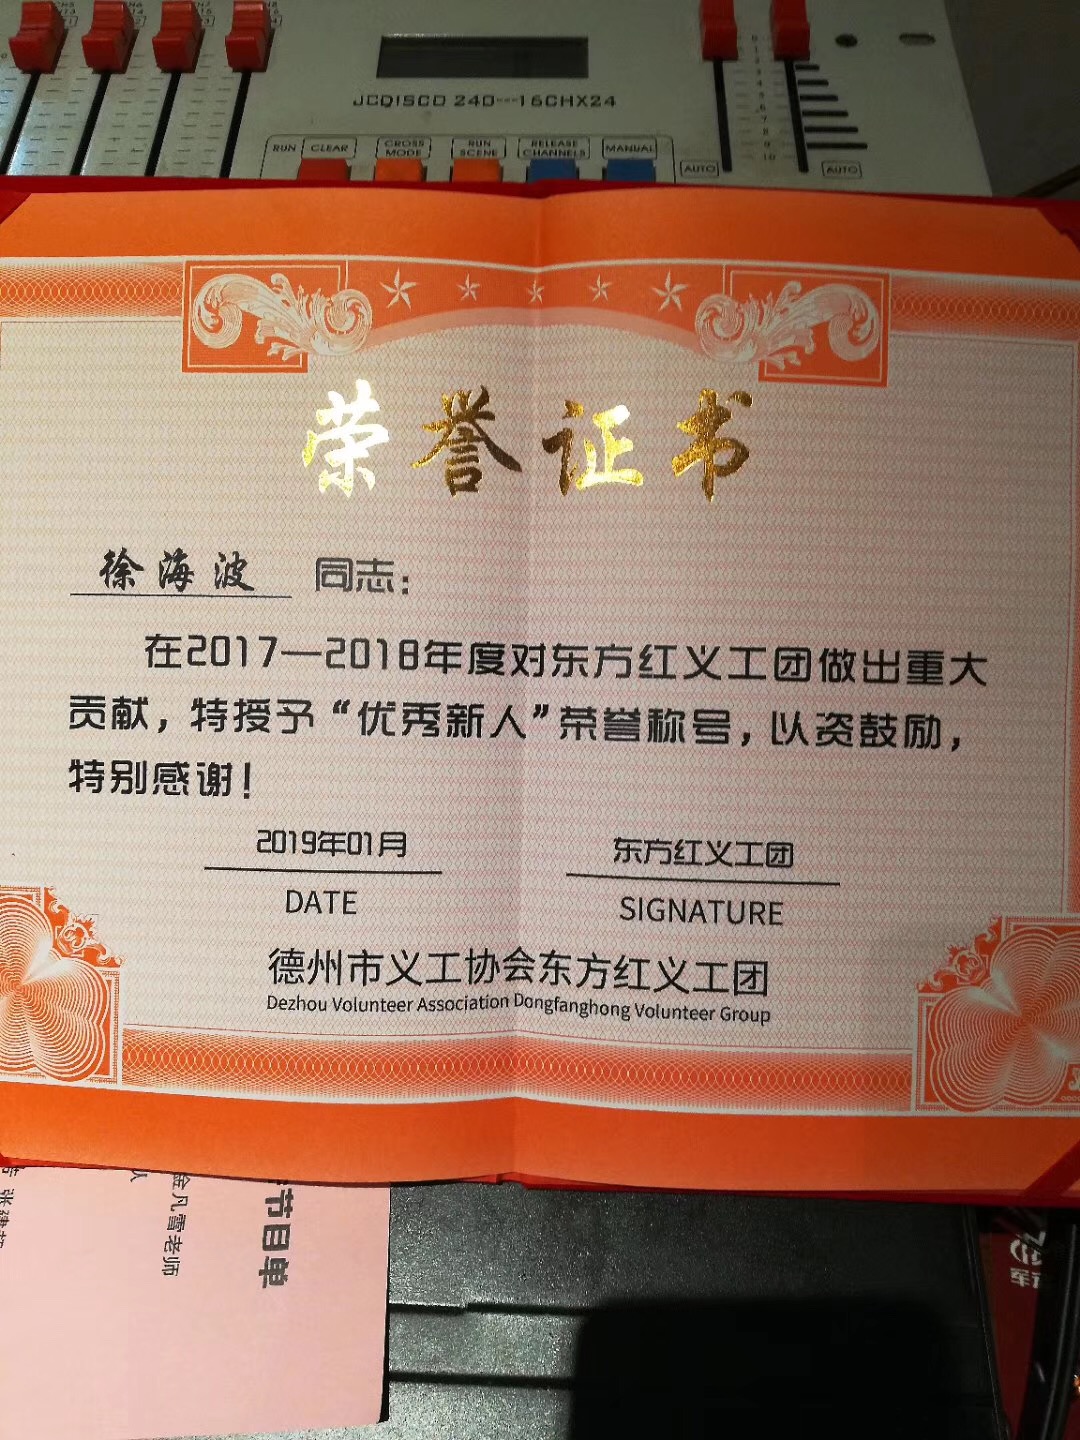 JCDISCO 240---16CHX24
RUN CLEAR CROSS MODE RUN SCENE RELEASE CHANNELS MANUAL AUTO AUTO
荣誉证书
徐海波 同志：
在2017—2018年度对东方红义工团做出重大
贡献，特授予“优秀新人”荣誉称号，以资鼓励，
特别感谢！
2019年01月 东方红义工团
DATE SIGNATURE
德州市义工协会东方红义工团
Dezhou Volunteer Association Dongfanghong Volunteer Group
节目单
金凡雷老师